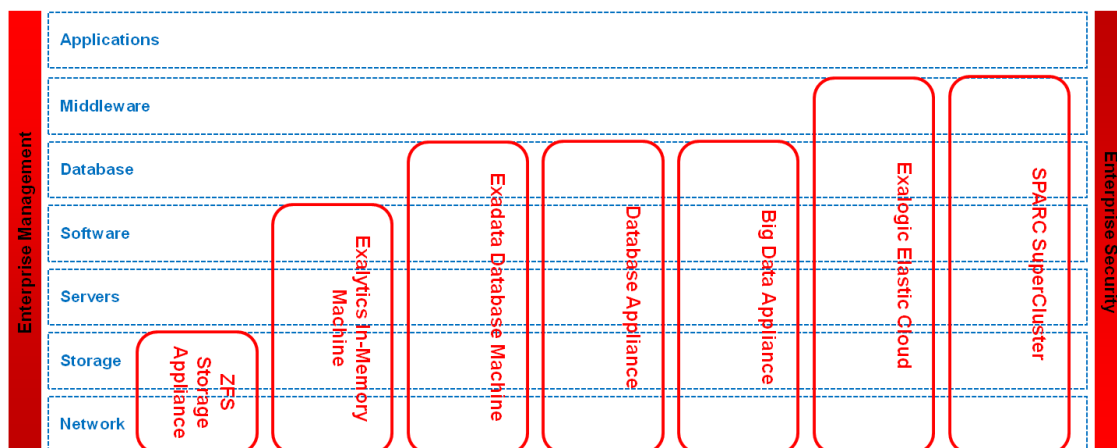 Enterprise Management
Applications
Middleware
Database
Software
Servers
Storage
Network
ZFS
Storage
Appliance
Exalytics In-Memory
Machine
Exadata Database Machine
Database Appliance
Big Data Appliance
Exalogic Elastic Cloud
SPARC SuperCluster
Enterprise Security